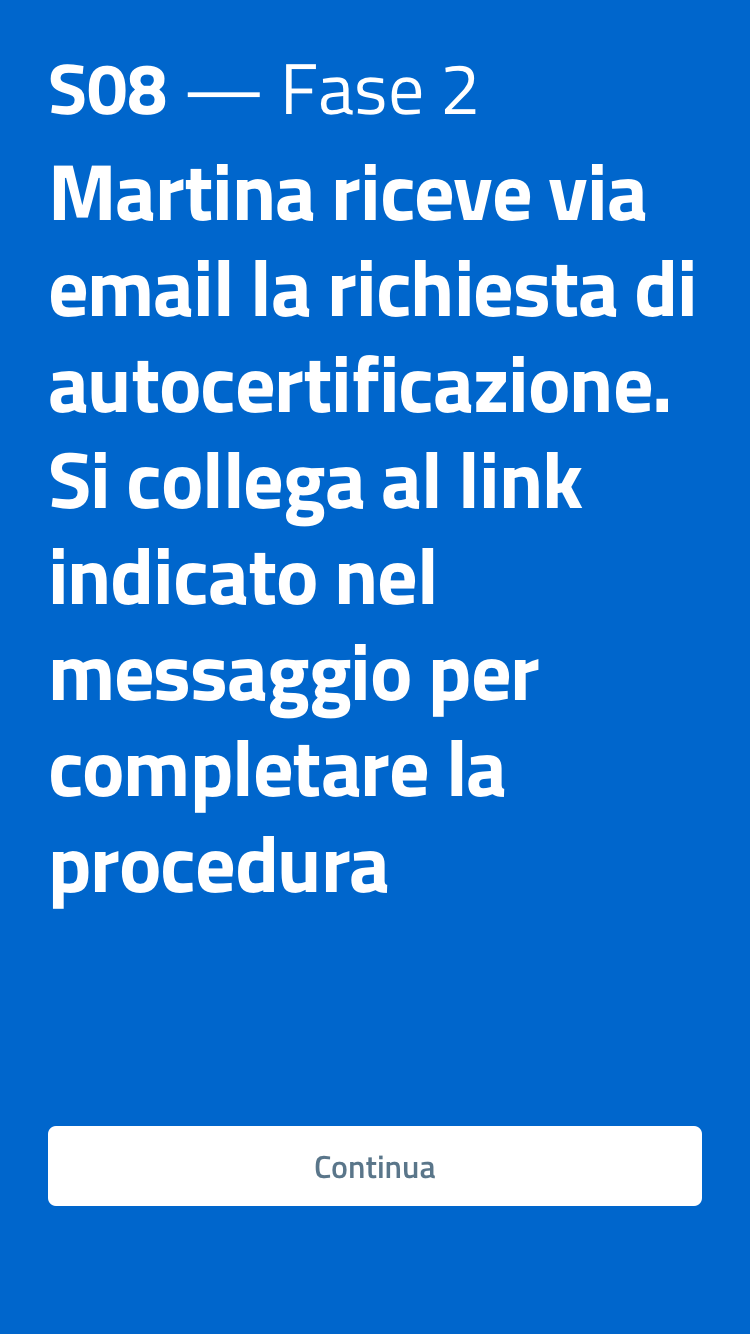 S08 — Fase 2
Martina riceve via
email la richiesta di
autocertificazione.
Si collega al link
indicato nel
messaggio per
completare la
procedura
Continua